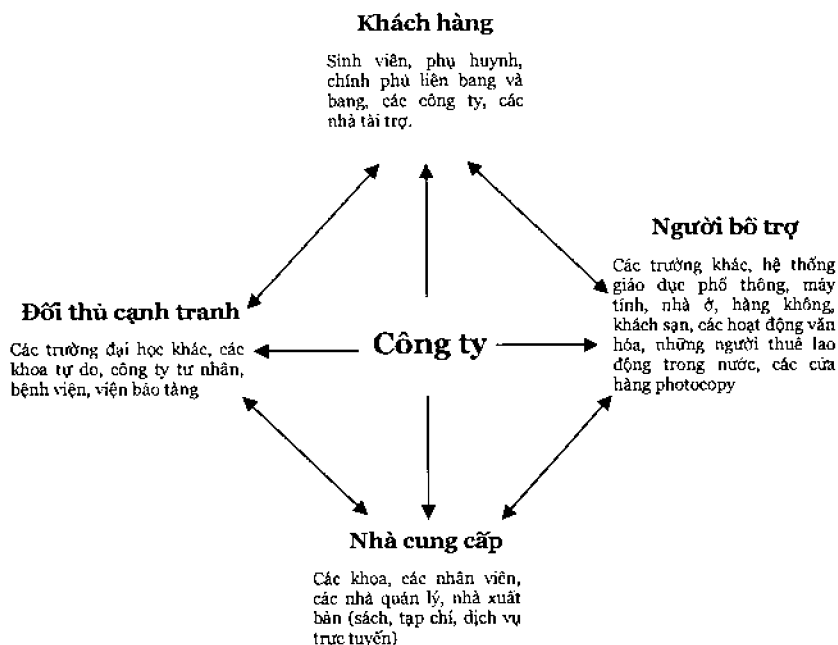 Khách hàng
Sinh viên, phụ huynh,
chính phủ liên bang và
bang, các công ty, các
nhà tài trợ.
Người bổ trợ
Các trường khác, hệ thống
giáo dục phổ thông, máy
tính, nhà ở, hàng không,
khách sạn, các hoạt động văn
hóa, những người thuê lao
động trong nước, các cửa
hàng photocopy
Đối thủ cạnh tranh
Các trường đại học khác, các
khoa tự do, công ty tư nhân,
bệnh viện, viện bảo tàng
Công ty
Nhà cung cấp
Các khoa, các nhân viên,
các nhà quản lý, nhà xuất
bản (sách, tạp chí, dịch vụ
trực tuyến)